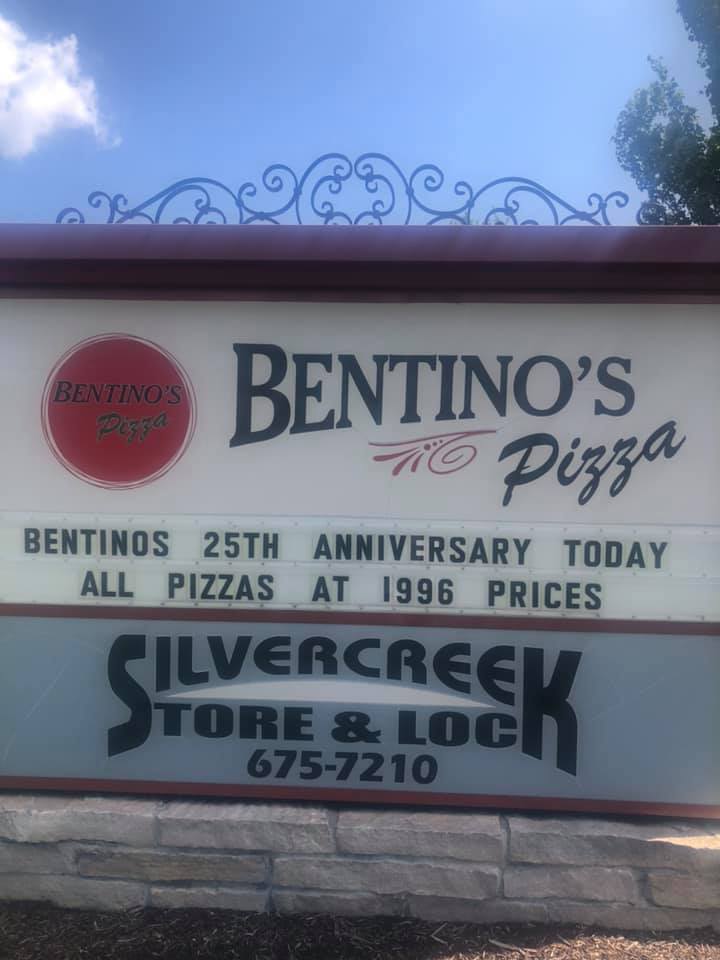 BENTINO'S
Pizza
BENTINO'S
Pizza
BENTINOS 25TH ANNIVERSARY TODAY
ALL PIZZAS AT 1996 PRICES
SILVERCREEK
STORE & LOCK
675-7210